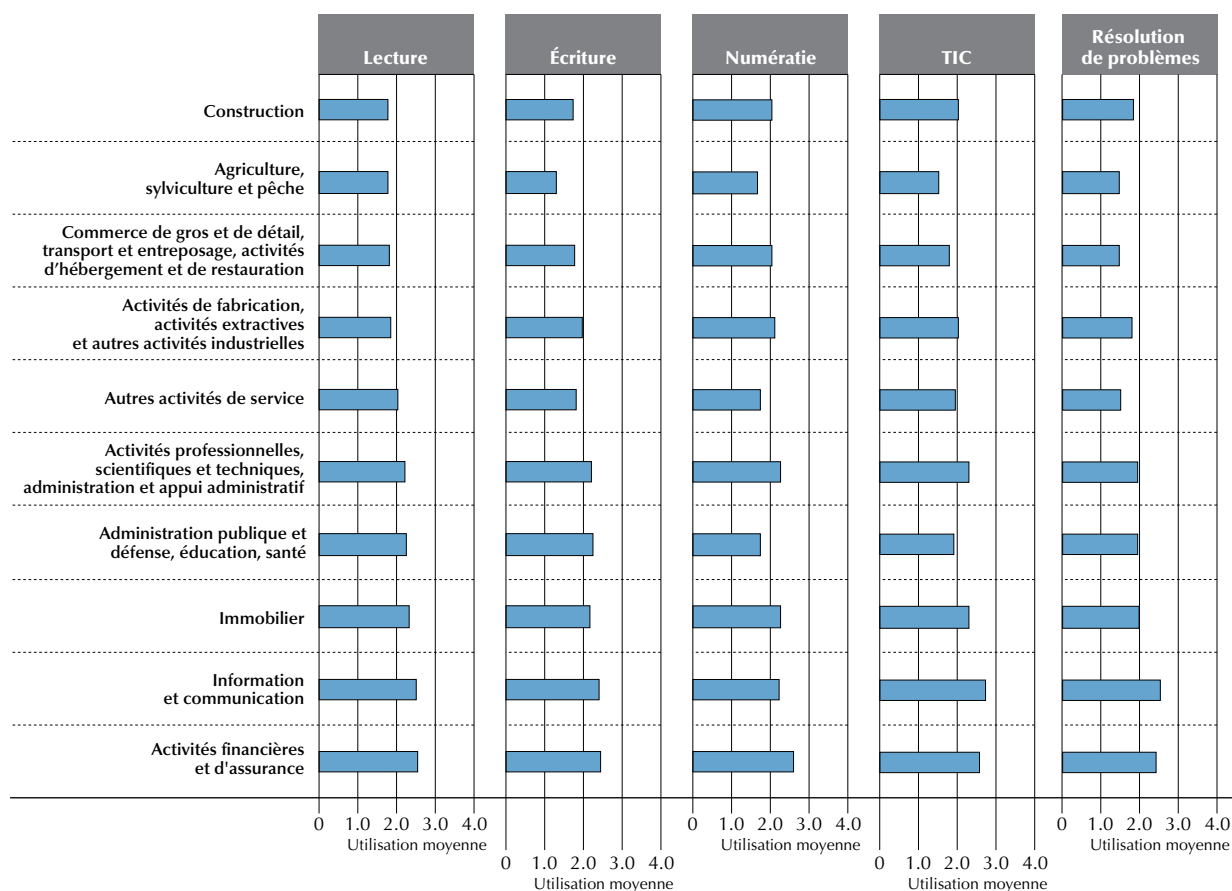 Lecture
Écriture
Numératie
TIC
Résolution
de problèmes
Construction
Agriculture,
sylviculture et pêche
Commerce de gros et de détail,
transport et entreposage, activités
d'hébergement et de restauration
Activités de fabrication,
activités extractives
et autres activités industrielles
Autres activités de service
Activités professionnelles,
scientifiques et techniques,
administration et appui administratif
Administration publique et
défense, éducation, santé
Immobilier
Information
et communication
Activités financières
et d'assurance
0 1.0 2.0 3.0 4.0
Utilisation moyenne
0 1.0 2.0 3.0 4.0
Utilisation moyenne
0 1.0 2.0 3.0 4.0
Utilisation moyenne
0 1.0 2.0 3.0 4.0
Utilisation moyenne
0 1.0 2.0 3.0 4.0
Utilisation moyenne